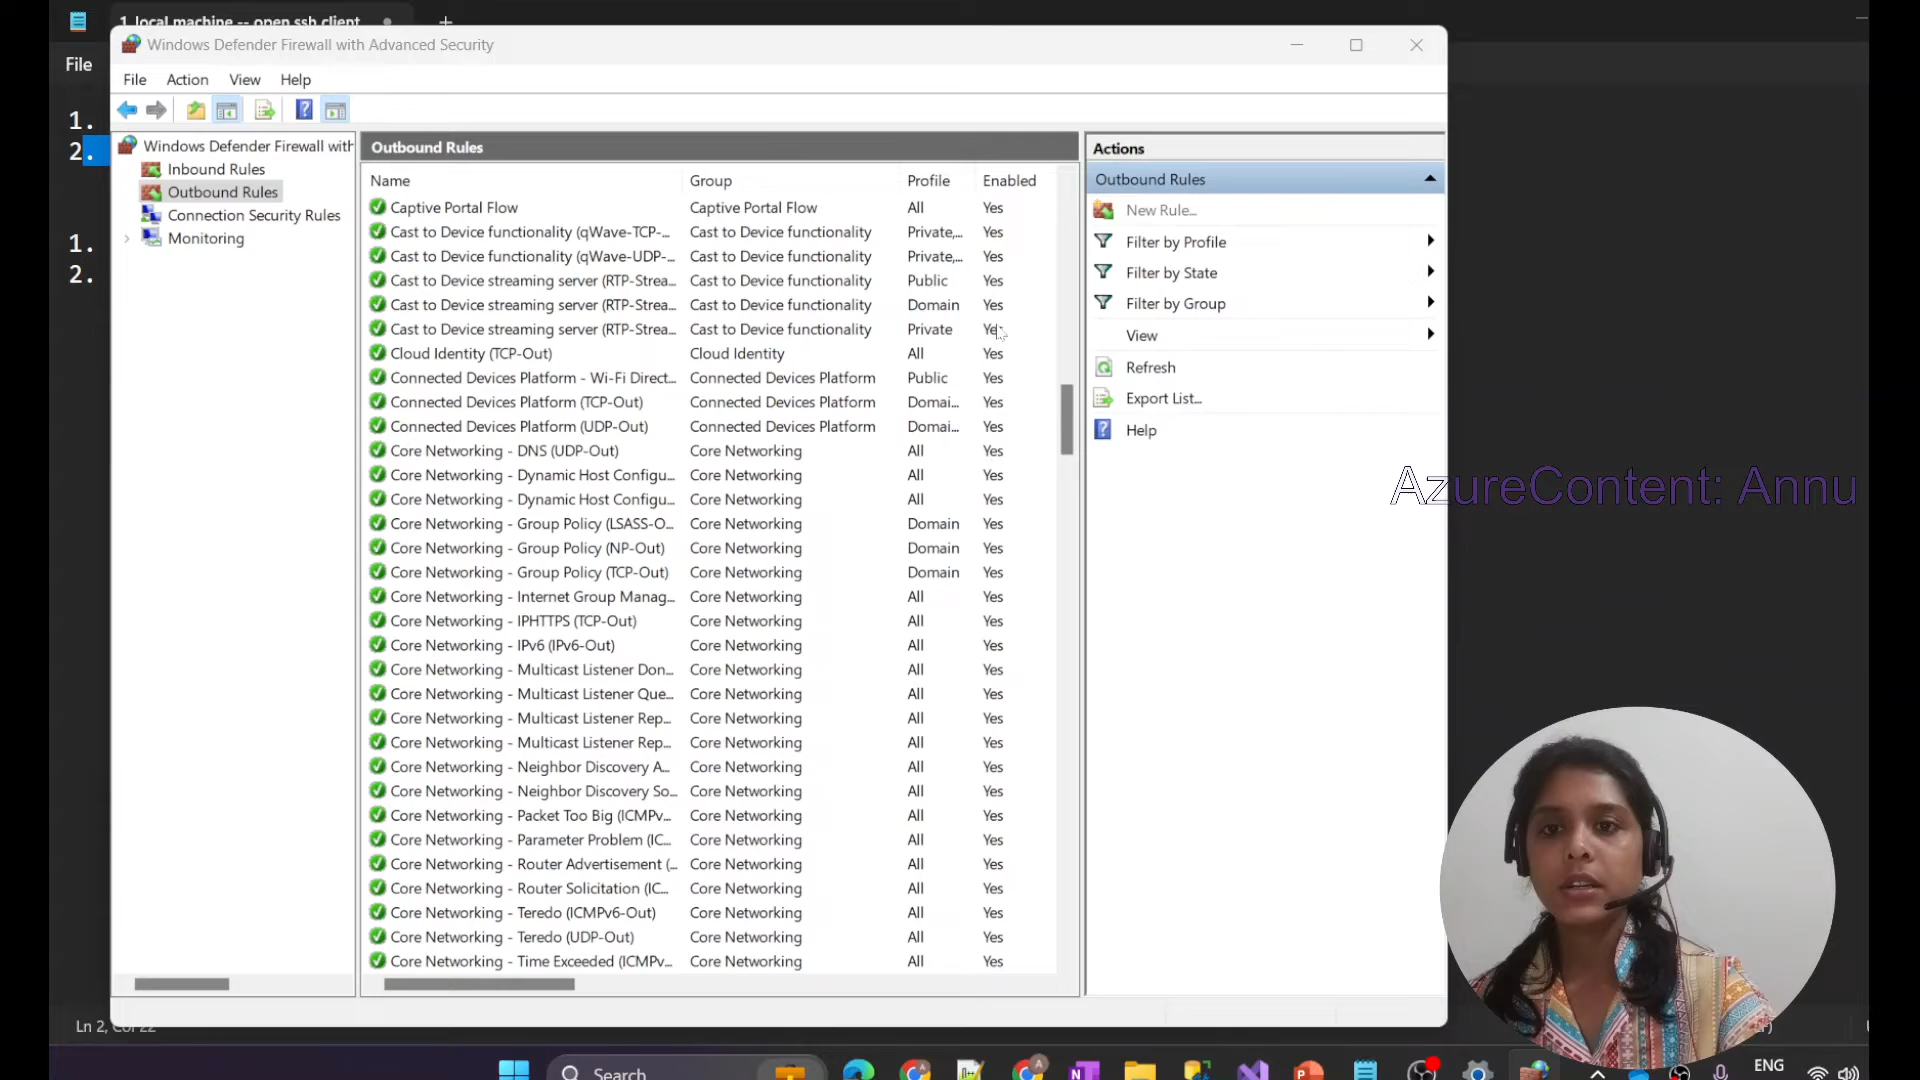 1. local machine -- open ssh client
File
1.
2.
1.
2.
Windows Defender Firewall with Advanced Security
File Action View Help
Windows Defender Firewall with
Inbound Rules
Outbound Rules
Connection Security Rules
Monitoring
Outbound Rules
Name Group Profile Enabled
Captive Portal Flow Captive Portal Flow All Yes
Cast to Device functionality (qWave-TCP-... Cast to Device functionality Private,... Yes
Cast to Device functionality (qWave-UDP-... Cast to Device functionality Private,... Yes
Cast to Device streaming server (RTP-Strea... Cast to Device functionality Public Yes
Cast to Device streaming server (RTP-Strea... Cast to Device functionality Domain Yes
Cast to Device streaming server (RTP-Strea... Cast to Device functionality Private Yes
Cloud Identity (TCP-Out) Cloud Identity All Yes
Connected Devices Platform - Wi-Fi Direct... Connected Devices Platform Public Yes
Connected Devices Platform (TCP-Out) Connected Devices Platform Domai... Yes
Connected Devices Platform (UDP-Out) Connected Devices Platform Domai... Yes
Core Networking - DNS (UDP-Out) Core Networking All Yes
Core Networking - Dynamic Host Configu... Core Networking All Yes
Core Networking - Dynamic Host Configu... Core Networking All Yes
Core Networking - Group Policy (LSASS-O... Core Networking Domain Yes
Core Networking - Group Policy (NP-Out) Core Networking Domain Yes
Core Networking - Group Policy (TCP-Out) Core Networking Domain Yes
Core Networking - Internet Group Manag... Core Networking All Yes
Core Networking - IPHTTPS (TCP-Out) Core Networking All Yes
Core Networking - IPv6 (IPv6-Out) Core Networking All Yes
Core Networking - Multicast Listener Don... Core Networking All Yes
Core Networking - Multicast Listener Que... Core Networking All Yes
Core Networking - Multicast Listener Rep... Core Networking All Yes
Core Networking - Multicast Listener Rep... Core Networking All Yes
Core Networking - Neighbor Discovery A... Core Networking All Yes
Core Networking - Neighbor Discovery So... Core Networking All Yes
Core Networking - Packet Too Big (ICMPv... Core Networking All Yes
Core Networking - Parameter Problem (IC... Core Networking All Yes
Core Networking - Router Advertisement (... Core Networking All Yes
Core Networking - Router Solicitation (IC... Core Networking All Yes
Core Networking - Teredo (ICMPv6-Out) Core Networking All Yes
Core Networking - Teredo (UDP-Out) Core Networking All Yes
Core Networking - Time Exceeded (ICMPv... Core Networking All Yes
Actions
Outbound Rules
New Rule...
Filter by Profile
Filter by State
Filter by Group
View
Refresh
Export List...
Help
AzureContent: Annu
Ln 2, Col 22
Search
ENG